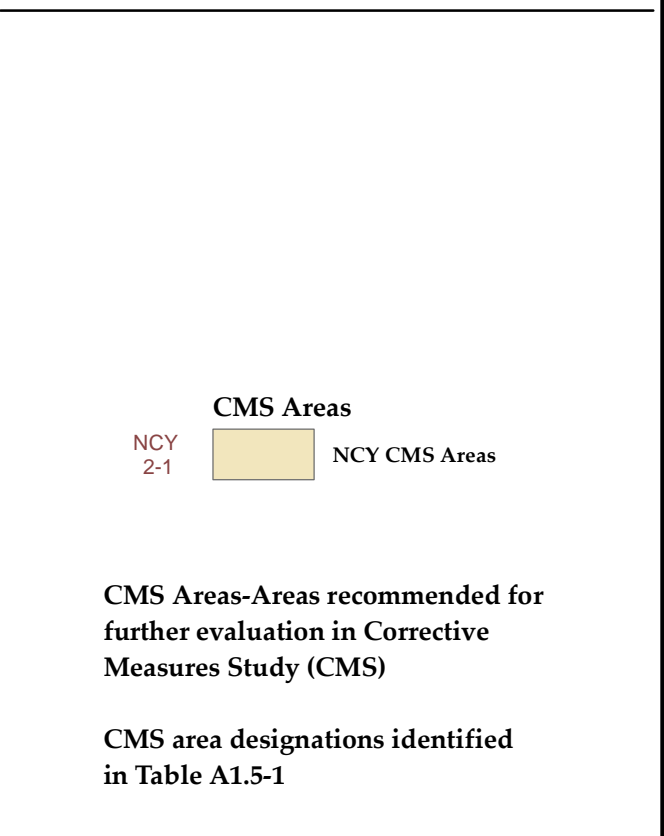 CMS Areas
NCY
2-1
NCY CMS Areas
CMS Areas-Areas recommended for
further evaluation in Corrective
Measures Study (CMS)
CMS area designations identified
in Table A1.5-1